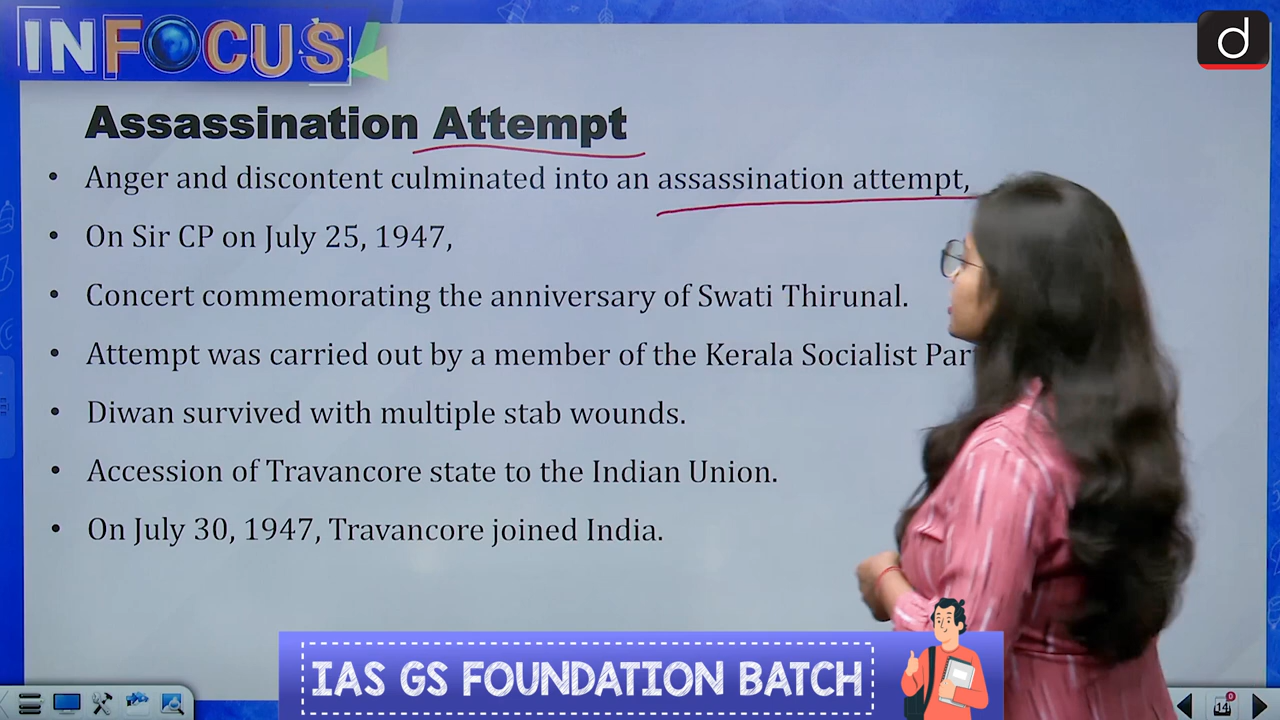 INFOCUS
d
Assassination Attempt
• Anger and discontent culminated into an assassination attempt,
• On Sir CP on July 25, 1947,
• Concert commemorating the anniversary of Swati Thirunal.
• Attempt was carried out by a member of the Kerala Socialist
• Diwan survived with multiple stab wounds.
• Accession of Travancore state to the Indian Union.
• On July 30, 1947, Travancore joined India.
IAS GS FOUNDATION BATCH
14
0